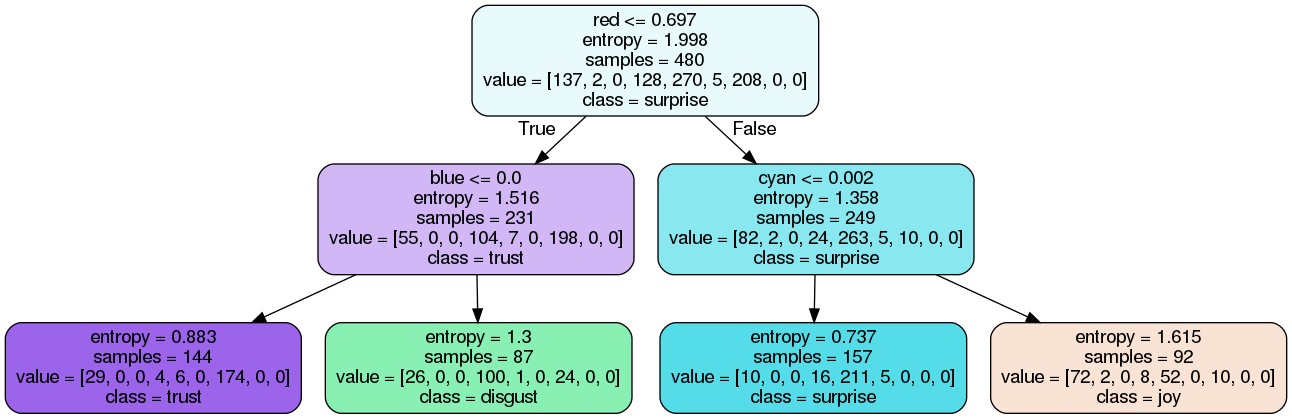 red <= 0.697
entropy = 1.998
samples = 480
value = [137, 2, 0, 128, 270, 5, 208, 0, 0]
class = surprise
True
False
blue <= 0.0
entropy = 1.516
samples = 231
value = [55, 0, 0, 104, 7, 0, 198, 0, 0]
class = trust
cyan <= 0.002
entropy = 1.358
samples = 249
value = [82, 2, 0, 24, 263, 5, 10, 0, 0]
class = surprise
entropy = 0.883
samples = 144
value = [29, 0, 0, 4, 6, 0, 174, 0, 0]
class = trust
entropy = 1.3
samples = 87
value = [26, 0, 0, 100, 1, 0, 24, 0, 0]
class = disgust
entropy = 0.737
samples = 157
value = [10, 0, 0, 16, 211, 5, 0, 0, 0]
class = surprise
entropy = 1.615
samples = 92
value = [72, 2, 0, 8, 52, 0, 10, 0, 0]
class = joy